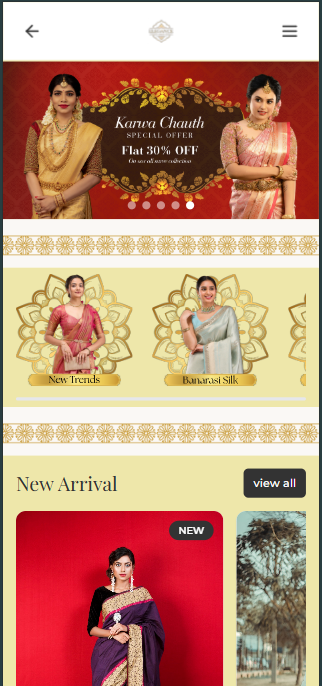 Karwa Chauth
SPECIAL OFFER
Flat 30% OFF
On our all saree collection
New Trends
Banarasi Silk
New Arrival
view all
NEW